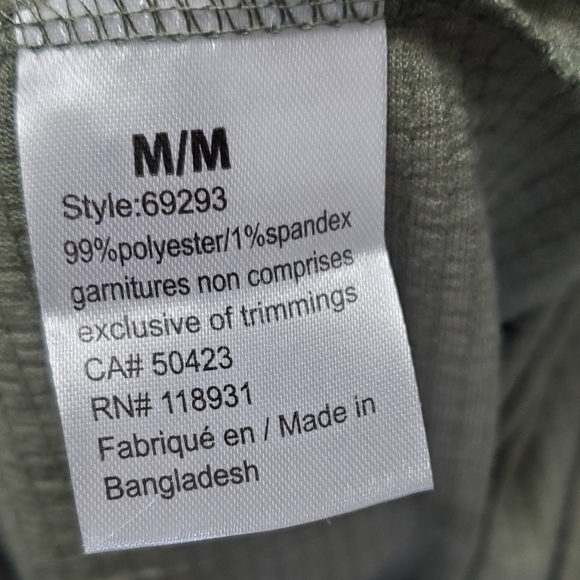 M/M
Style:69293
99%polyester/1%spandex
garnitures non comprises
exclusive of trimmings
CA# 50423
RN# 118931
Fabriqué en / Made in
Bangladesh